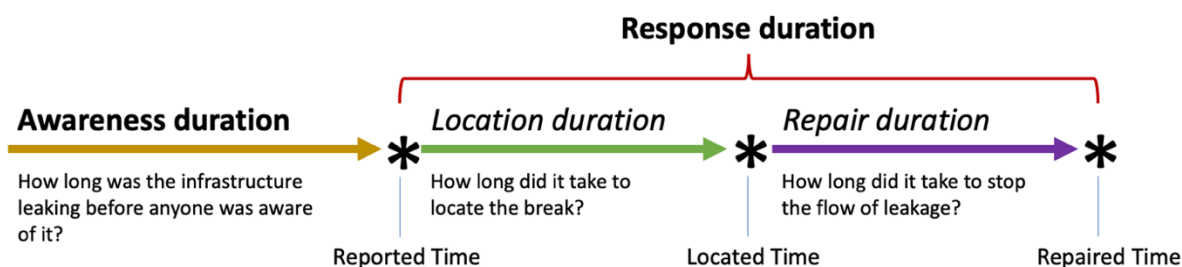 Response duration
Awareness duration
Location duration
Repair duration
*
*
*
How long was the infrastructure
leaking before anyone was aware
of it?
How long did it take to
locate the break?
How long did it take to stop
the flow of leakage?
Reported Time
Located Time
Repaired Time